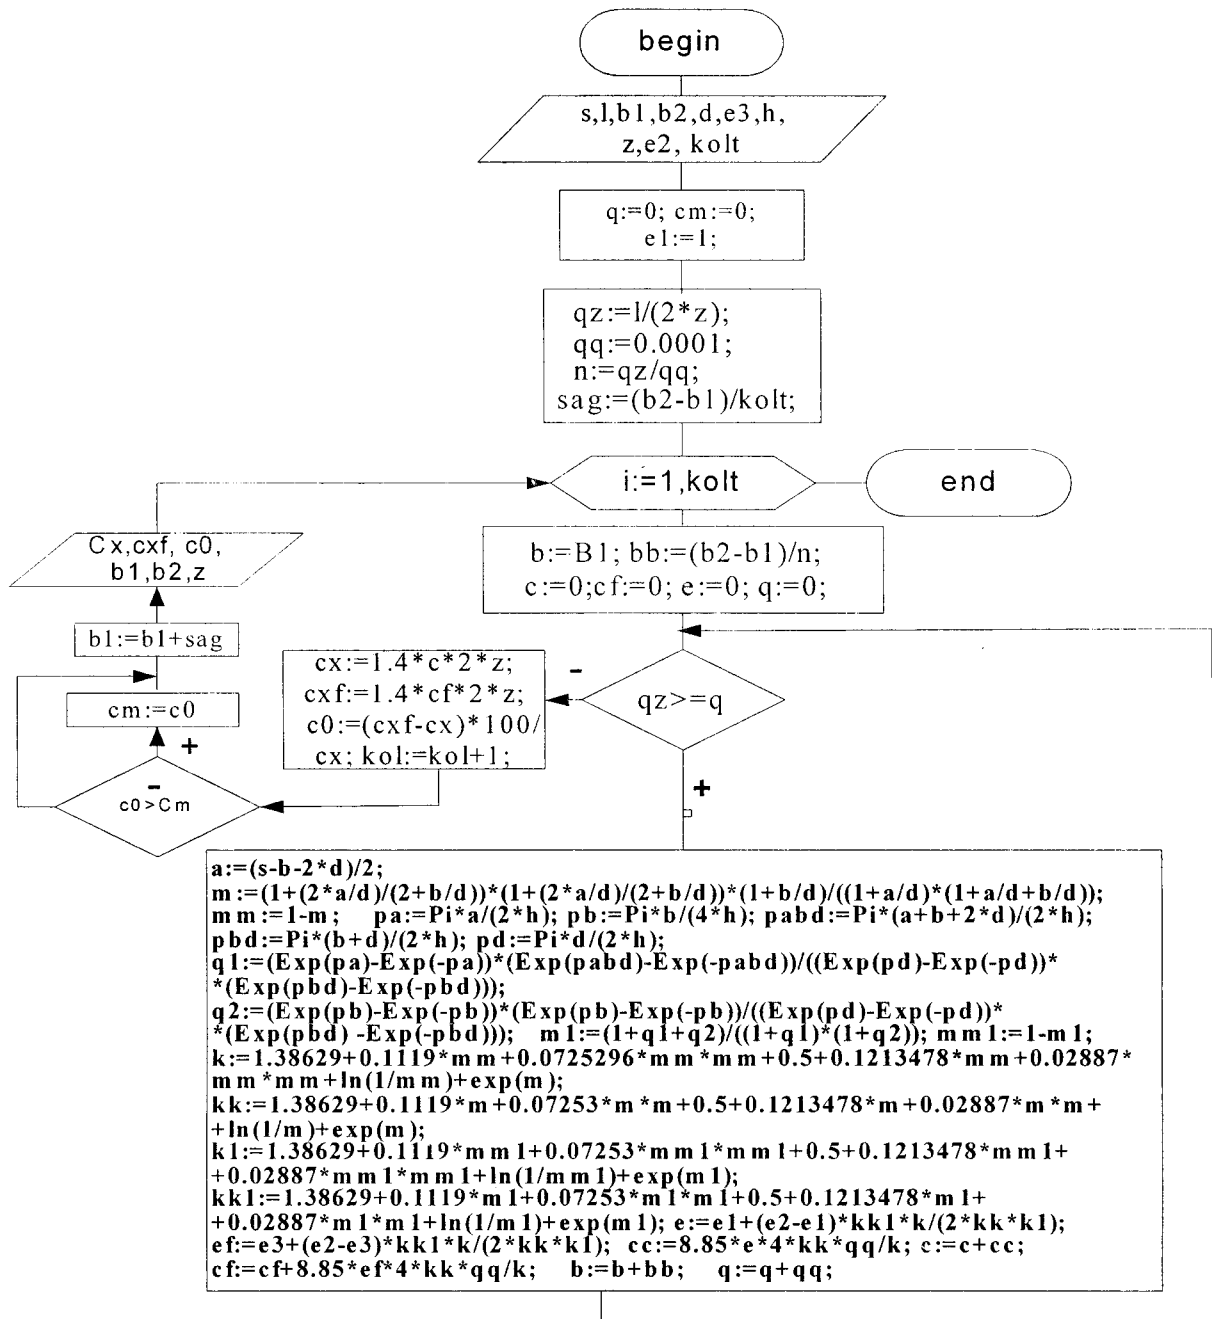 begin
s,l,b1,b2,d,e3,h,
z,e2, kolt
q:=0; cm:=0;
e1:=1;
qz:=l/(2*z);
qq:=0.0001;
n:=qz/qq;
sag:=(b2-b1)/kolt;
i:=1,kolt
end
b:=B1; bb:=(b2-b1)/n;
c:=0;cf:=0; e:=0; q:=0;
qz>=q
-
+
cx:=1.4*c*2*z;
cxf:=1.4*cf*2*z;
c0:=(cxf-cx)*100/
cx; kol:=kol+1;
Cx,cxf, c0,
b1,b2,z
b1:=b1+sag
cm:=c0
+
-
c0>Cm
a:=(s-b-2*d)/2;
m:=(1+(2*a/d)/(2+b/d))*(1+(2*a/d)/(2+b/d))*(1+b/d)/((1+a/d)*(1+a/d+b/d));
mm:=1-m; pa:=Pi*a/(2*h); pb:=Pi*b/(4*h); pabd:=Pi*(a+b+2*d)/(2*h);
pbd:=Pi*(b+d)/(2*h); pd:=Pi*d/(2*h);
q1:=(Exp(pa)-Exp(-pa))*(Exp(pabd)-Exp(-pabd))/((Exp(pd)-Exp(-pd))*
*(Exp(pbd)-Exp(-pbd)));
q2:=(Exp(pb)-Exp(-pb))*(Exp(pb)-Exp(-pb))/((Exp(pd)-Exp(-pd))*
*(Exp(pbd) -Exp(-pbd))); m1:=(1+q1+q2)/((1+q1)*(1+q2)); mm1:=1-m1;
k:=1.38629+0.1119*mm+0.0725296*mm*mm+0.5+0.1213478*mm+0.02887*
mm*mm+ln(1/mm)+exp(m);
kk:=1.38629+0.1119*m+0.07253*m*m+0.5+0.1213478*m+0.02887*m*m+
+ln(1/m)+exp(m);
k1:=1.38629+0.1119*mm1+0.07253*mm1*mm1+0.5+0.1213478*mm1+
+0.02887*mm1*mm1+ln(1/mm1)+exp(m1);
kk1:=1.38629+0.1119*m1+0.07253*m1*m1+0.5+0.1213478*m1+
+0.02887*m1*m1+ln(1/m1)+exp(m1); e:=e1+(e2-e1)*kk1*k/(2*kk*k1);
ef:=e3+(e2-e3)*kk1*k/(2*kk*k1); cc:=8.85*e*4*kk*qq/k; c:=c+cc;
cf:=cf+8.85*ef*4*kk*qq/k; b:=b+bb; q:=q+qq;